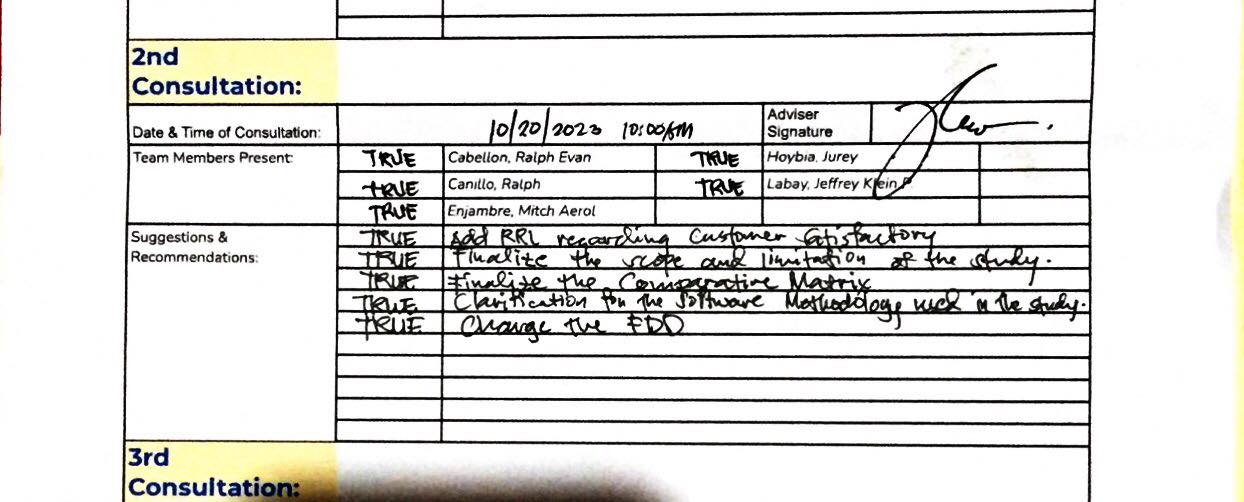 2nd
Consultation:
Date & Time of Consultation: 10/20/2023 10:00AM Adviser
Signature
Team Members Present: TRUE Cabellon, Ralph Evan TRUE Hoybia, Jurey
TRUE Canillo, Ralph TRUE Labay, Jeffrey Klein P.
TRUE Enjambre, Mitch Aerol
Suggestions & TRUE Add RRL regarding Customer Satisfactory
Recommendations: TRUE Finalize the scope and limitation of the study.
TRUE Finalize the Comparative Matrix
TRUE Clarification for the Software Methodology used in the study.
TRUE Change the FDD
3rd
Consultation: